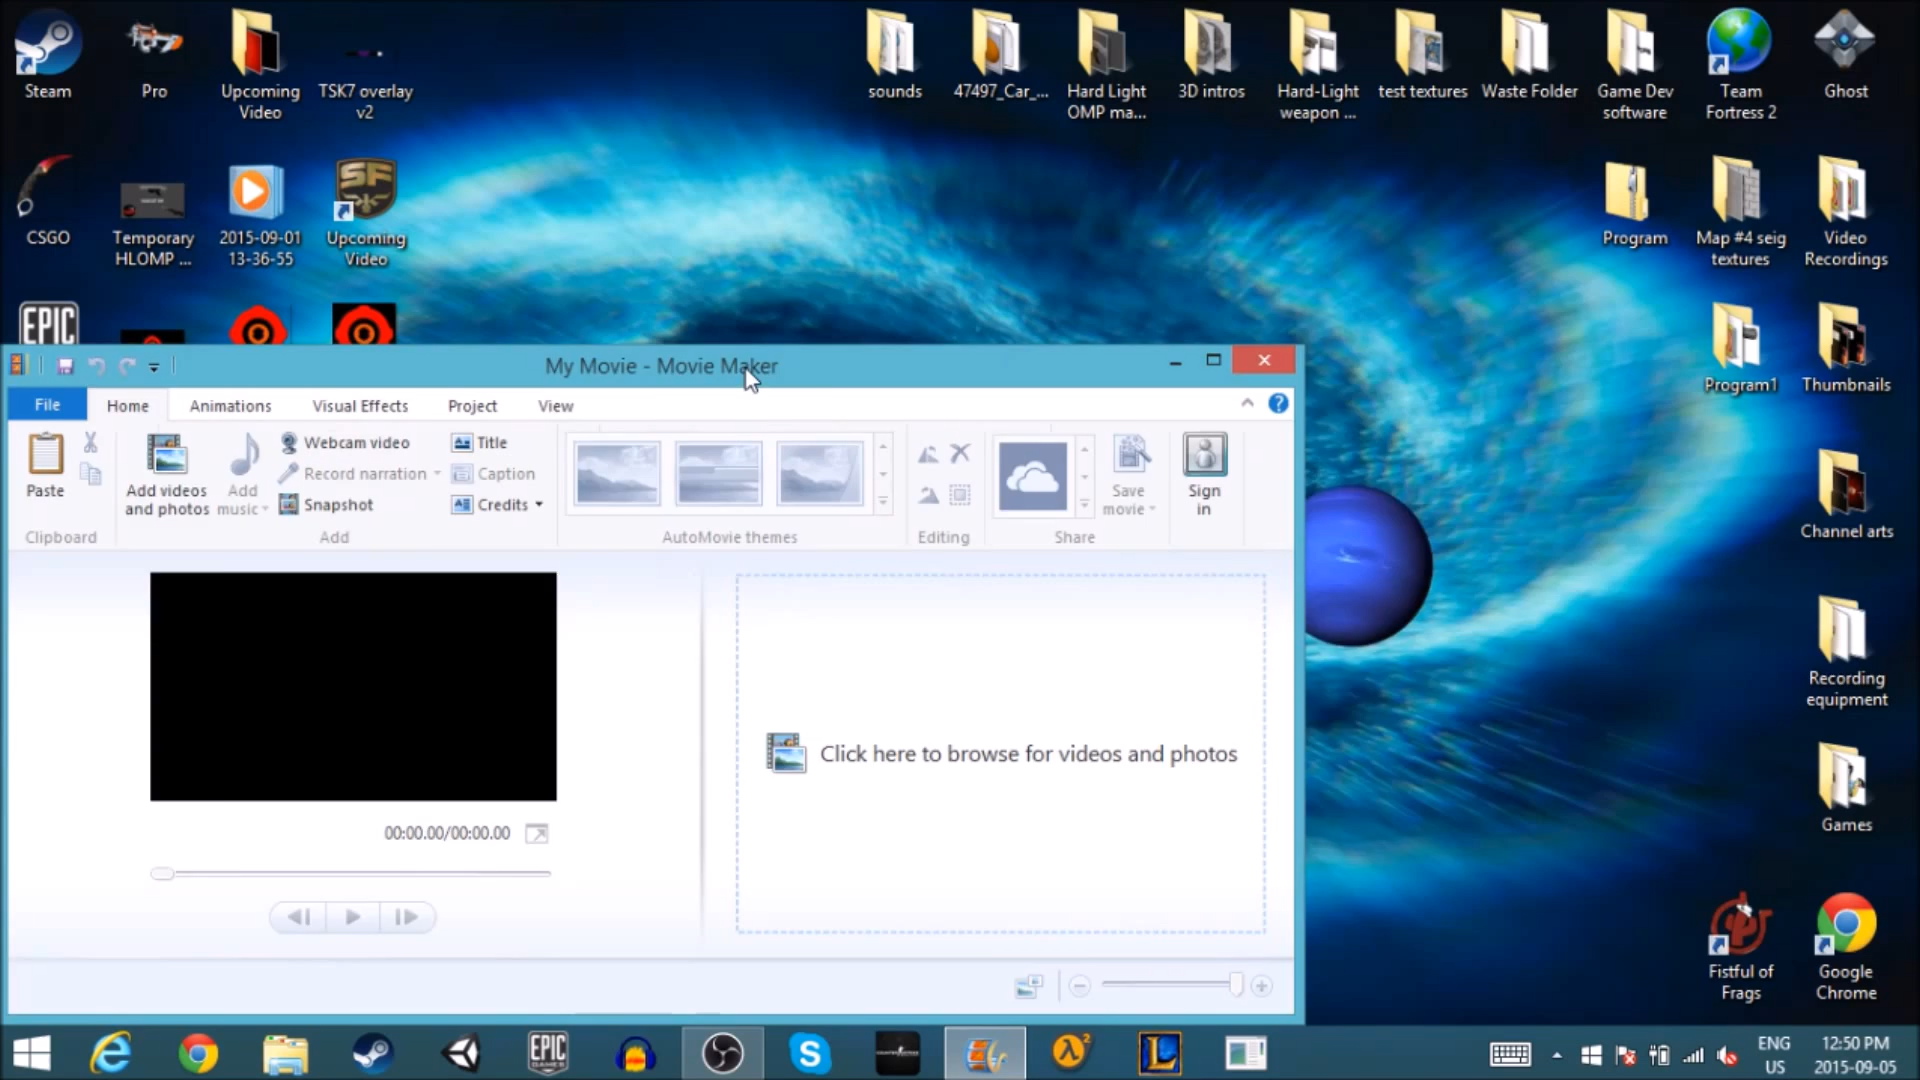 Steam
Pro
Upcoming
Video
TSK7 overlay
v2
sounds
47497_Car_...
Hard Light
OMP ma...
3D intros
Hard-Light
weapon ...
test textures
Waste Folder
Game Dev
software
Team
Fortress 2
Ghost
CSGO
Temporary
HLOMP ...
2015-09-01
13-36-55
SF
Upcoming
Video
Program
Map #4 seig
textures
Video
Recordings
EPIC
Program1
Thumbnails
Channel arts
Recording
equipment
Games
Fistful of
Frags
Google
Chrome
My Movie - Movie Maker
File
Home
Animations
Visual Effects
Project
View
Paste
Clipboard
Add videos
and photos
Add
music
Webcam video
Record narration
Snapshot
Title
Caption
Credits
Add
AutoMovie themes
Editing
Share
Save
movie
Sign
in
00:00.00/00:00.00
Click here to browse for videos and photos
EPIC
GAMES
ENG
US
12:50 PM
2015-09-05